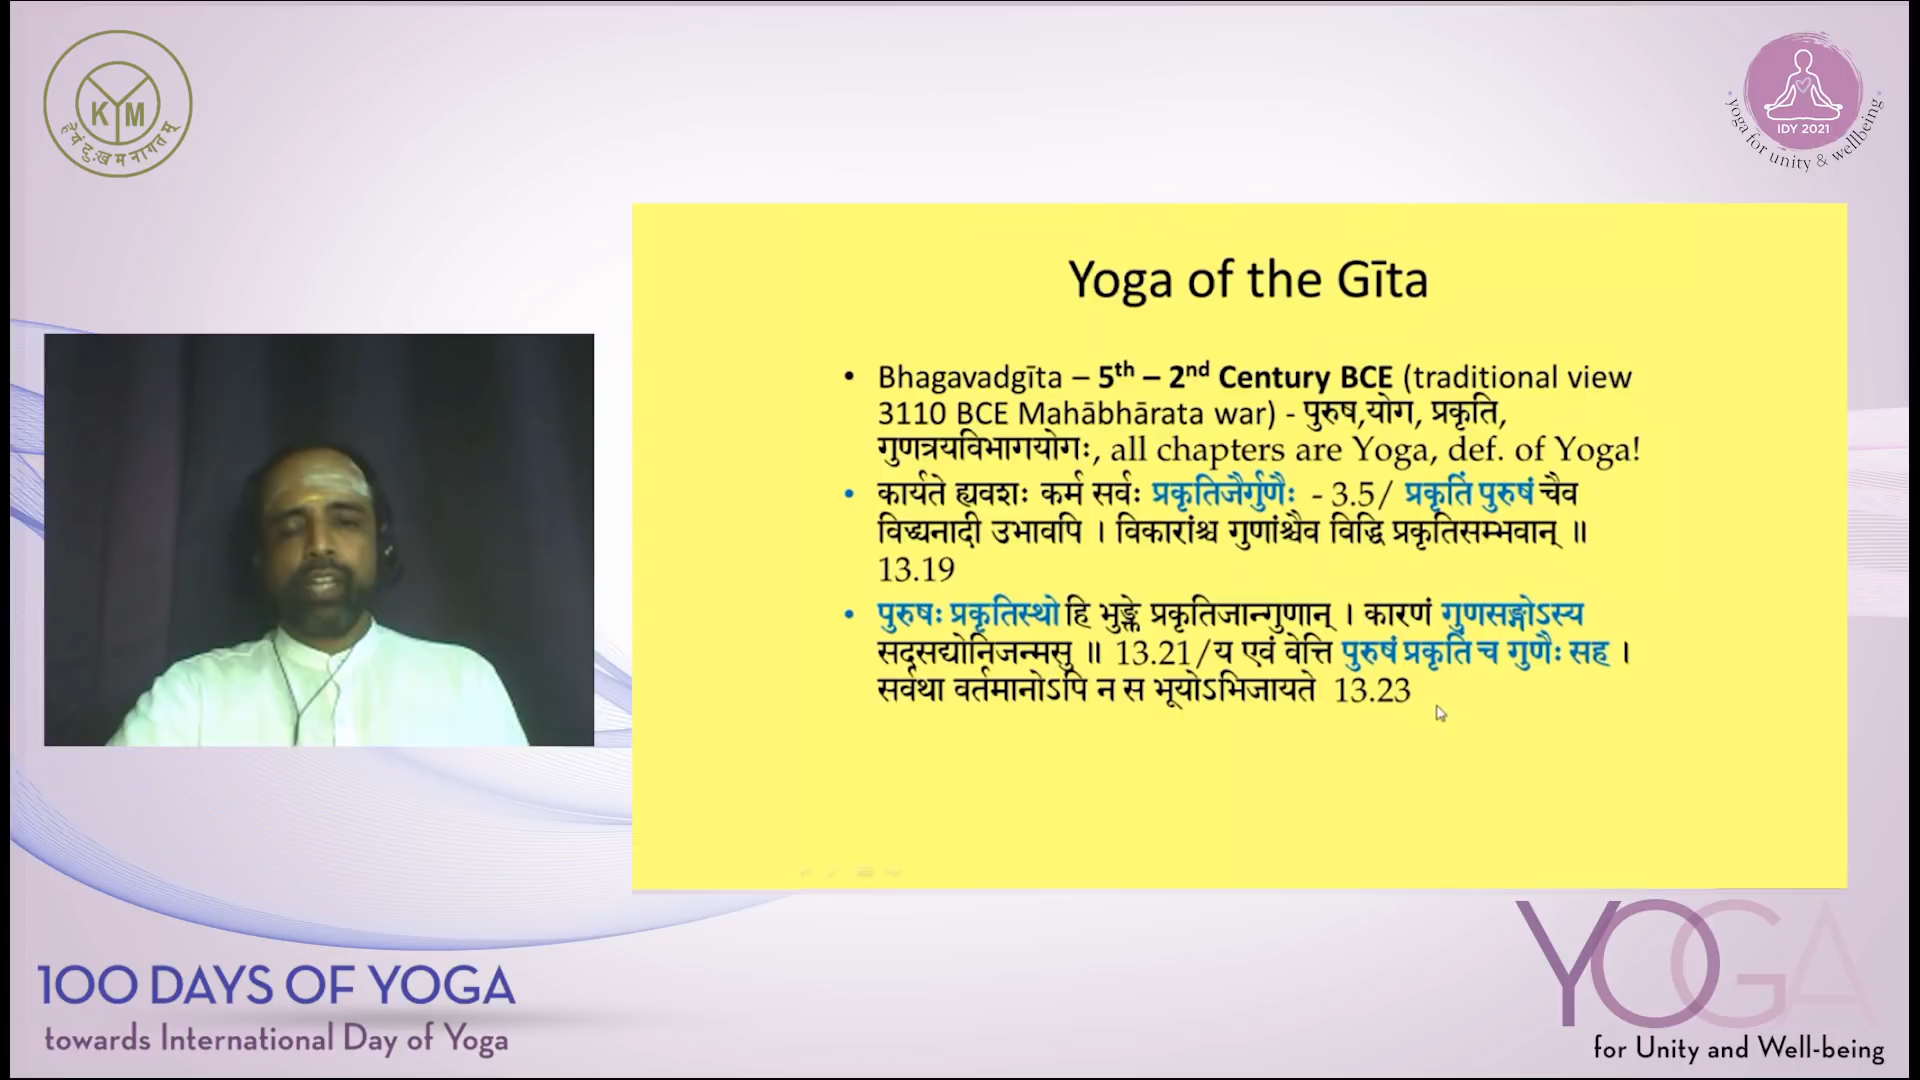 KYM
हेयं दुःखमनागतम्
IDY 2021
yoga for unity & wellbeing
Yoga of the Gīta
• Bhagavadgīta – 5th – 2nd Century BCE (traditional view
3110 BCE Mahābhārata war) - पुरुष,योग, प्रकृति,
गुणत्रयविभागयोगः, all chapters are Yoga, def. of Yoga!
• कार्यते ह्यवशः कर्म सर्वः प्रकृतिजैर्गुणैः - 3.5/ प्रकृतिं पुरुषं चैव
विद्ध्यनादी उभावपि । विकारांश्च गुणांश्चैव विद्धि प्रकृतिसम्भवान् ॥
13.19
• पुरुषः प्रकृतिस्थो हि भुङ्क्ते प्रकृतिजान्गुणान् । कारणं गुणसङ्गोऽस्य
सदसद्योनिजन्मसु ॥ 13.21/य एवं वेत्ति पुरुषं प्रकृतिं च गुणैः सह ।
सर्वथा वर्तमानोऽपि न स भूयोऽभिजायते 13.23
100 DAYS OF YOGA
towards International Day of Yoga
YOGA
for Unity and Well-being